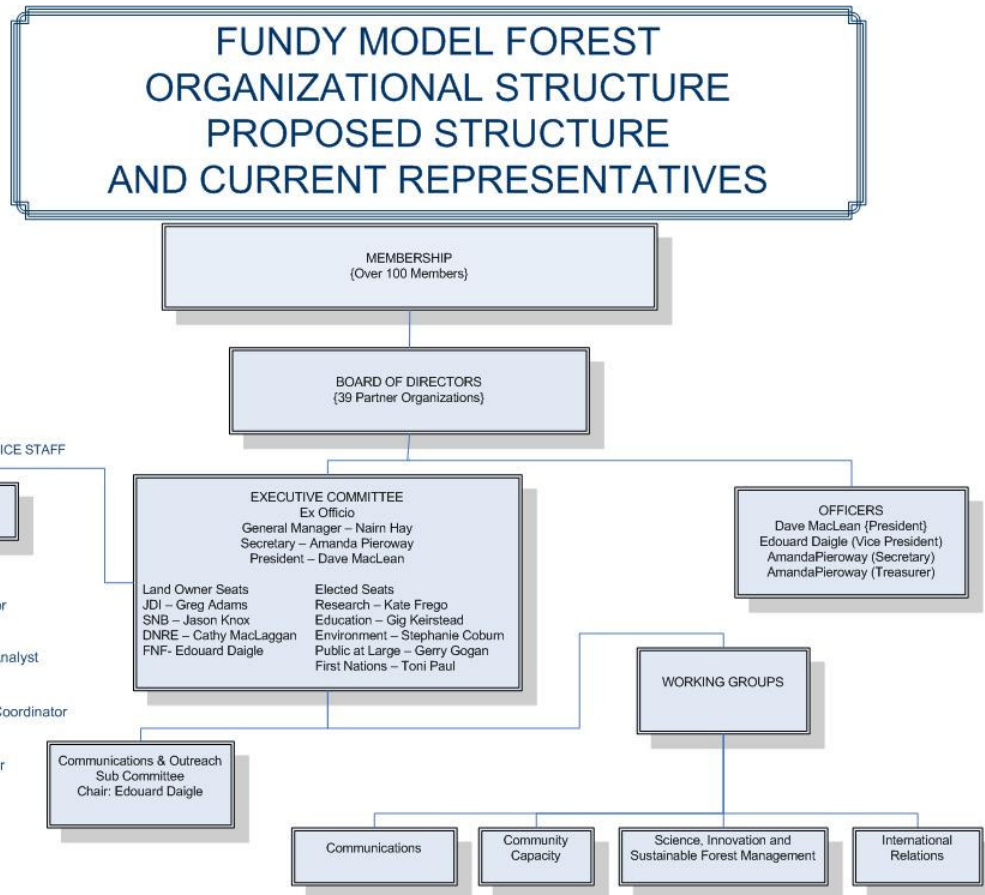 FUNDY MODEL FOREST
ORGANIZATIONAL STRUCTURE
PROPOSED STRUCTURE
AND CURRENT REPRESENTATIVES
MEMBERSHIP
{Over 100 Members}
BOARD OF DIRECTORS
{39 Partner Organizations}
ICE STAFF
EXECUTIVE COMMITTEE
Ex Officio
General Manager – Nairn Hay
Secretary – Amanda Pieroway
President – Dave MacLean
Land Owner Seats
JDI – Greg Adams
SNB – Jason Knox
DNRE – Cathy MacLaggan
FNF- Edouard Daigle
Elected Seats
Research – Kate Frego
Education – Gig Keirstead
Environment – Stephanie Coburn
Public at Large – Gerry Gogan
First Nations – Toni Paul
OFFICERS
Dave MacLean {President}
Edouard Daigle (Vice President)
AmandaPieroway (Secretary)
AmandaPieroway (Treasurer)
or
nalyst
Coordinator
r
WORKING GROUPS
Communications & Outreach
Sub Committee
Chair: Edouard Daigle
Communications
Community
Capacity
Science, Innovation and
Sustainable Forest Management
International
Relations